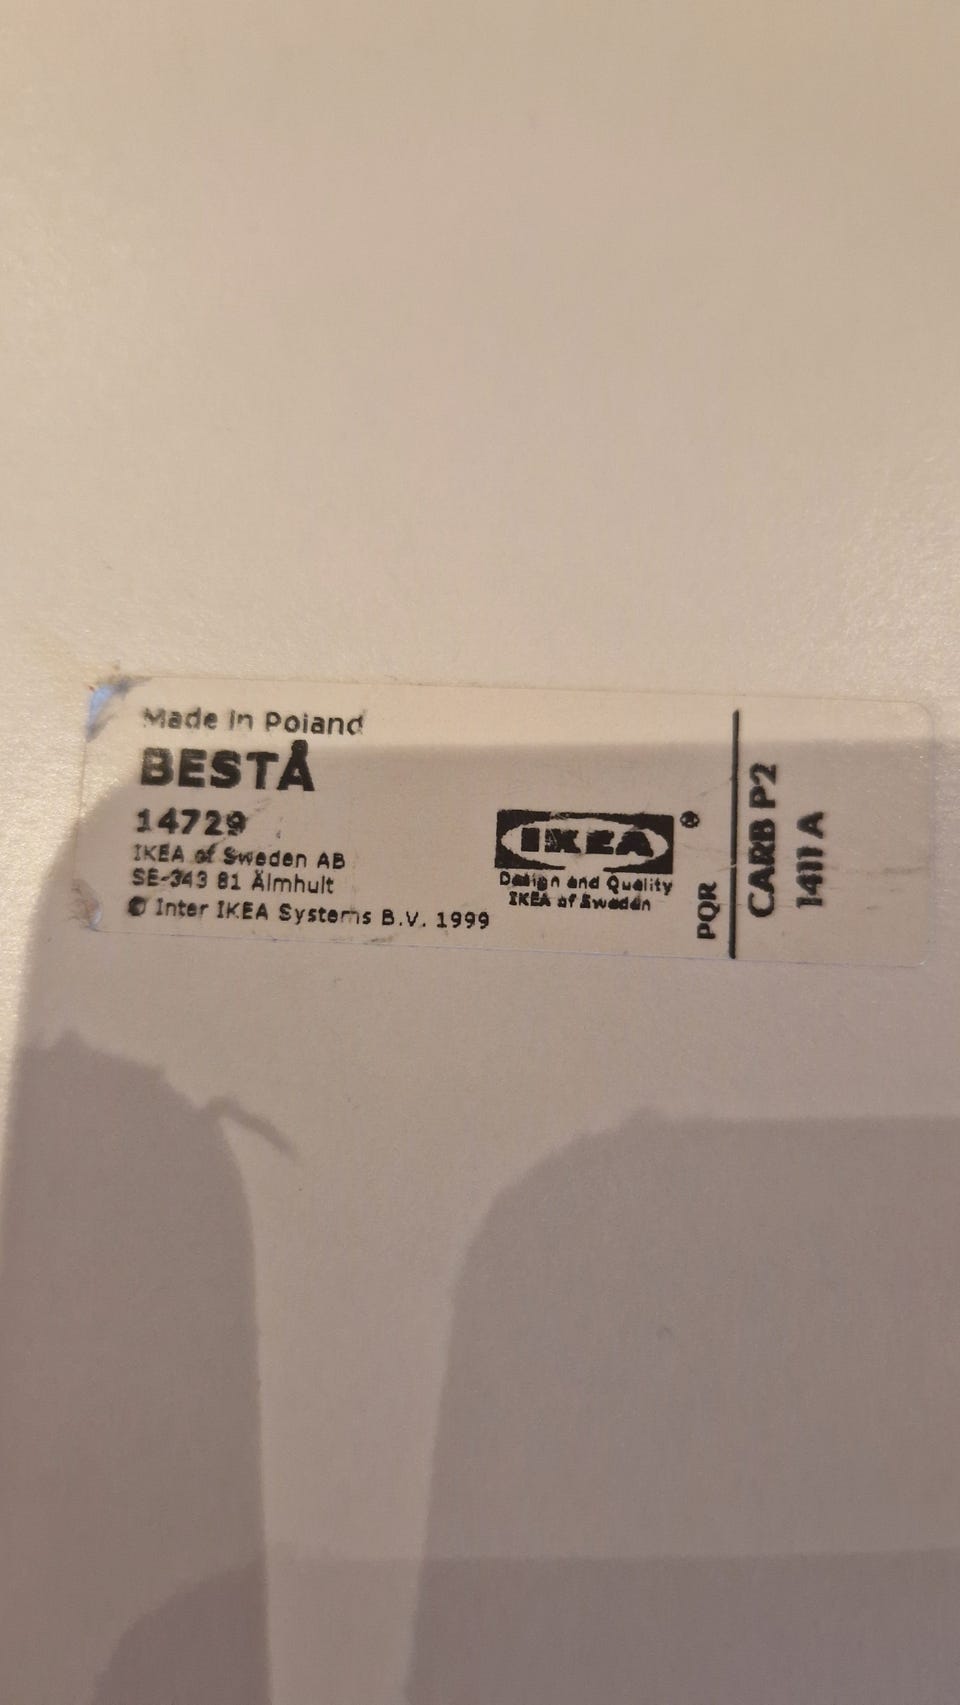 Made in Poland
BESTÅ
14729
IKEA of Sweden AB
SE-343 81 Älmhult
© Inter IKEA Systems B.V. 1999
IKEA®
Design and Quality
IKEA of Sweden
PQR
CARB P2
1411 A